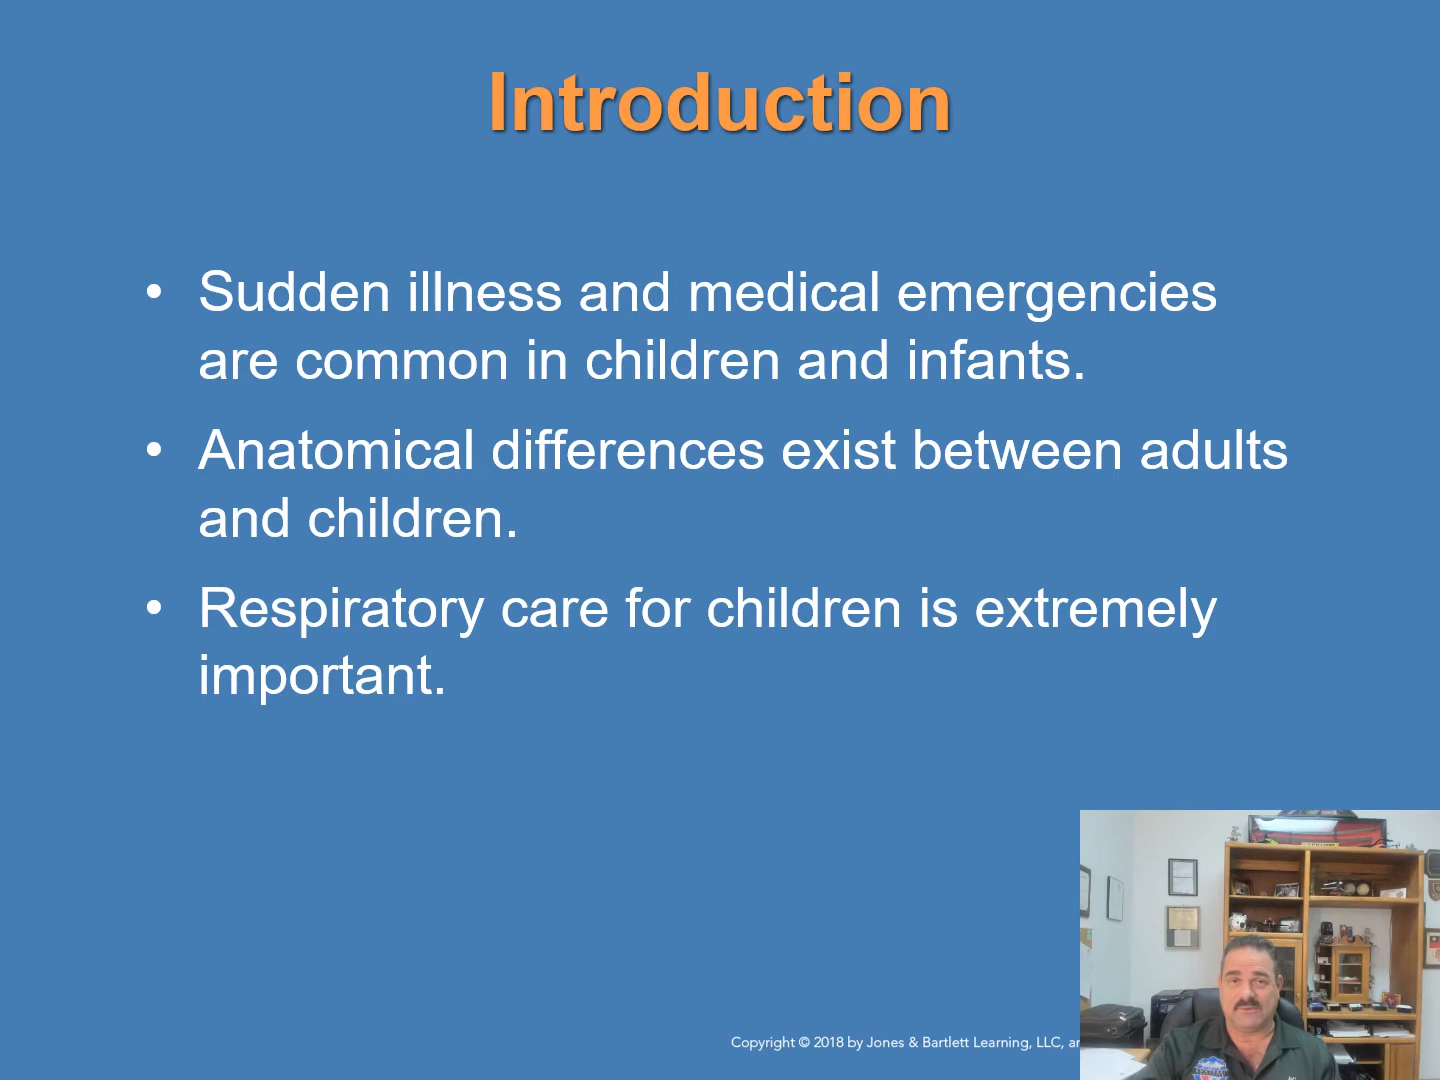 Introduction
• Sudden illness and medical emergencies
are common in children and infants.
• Anatomical differences exist between adults
and children.
• Respiratory care for children is extremely
important.
Copyright © 2018 by Jones & Bartlett Learning, LLC,